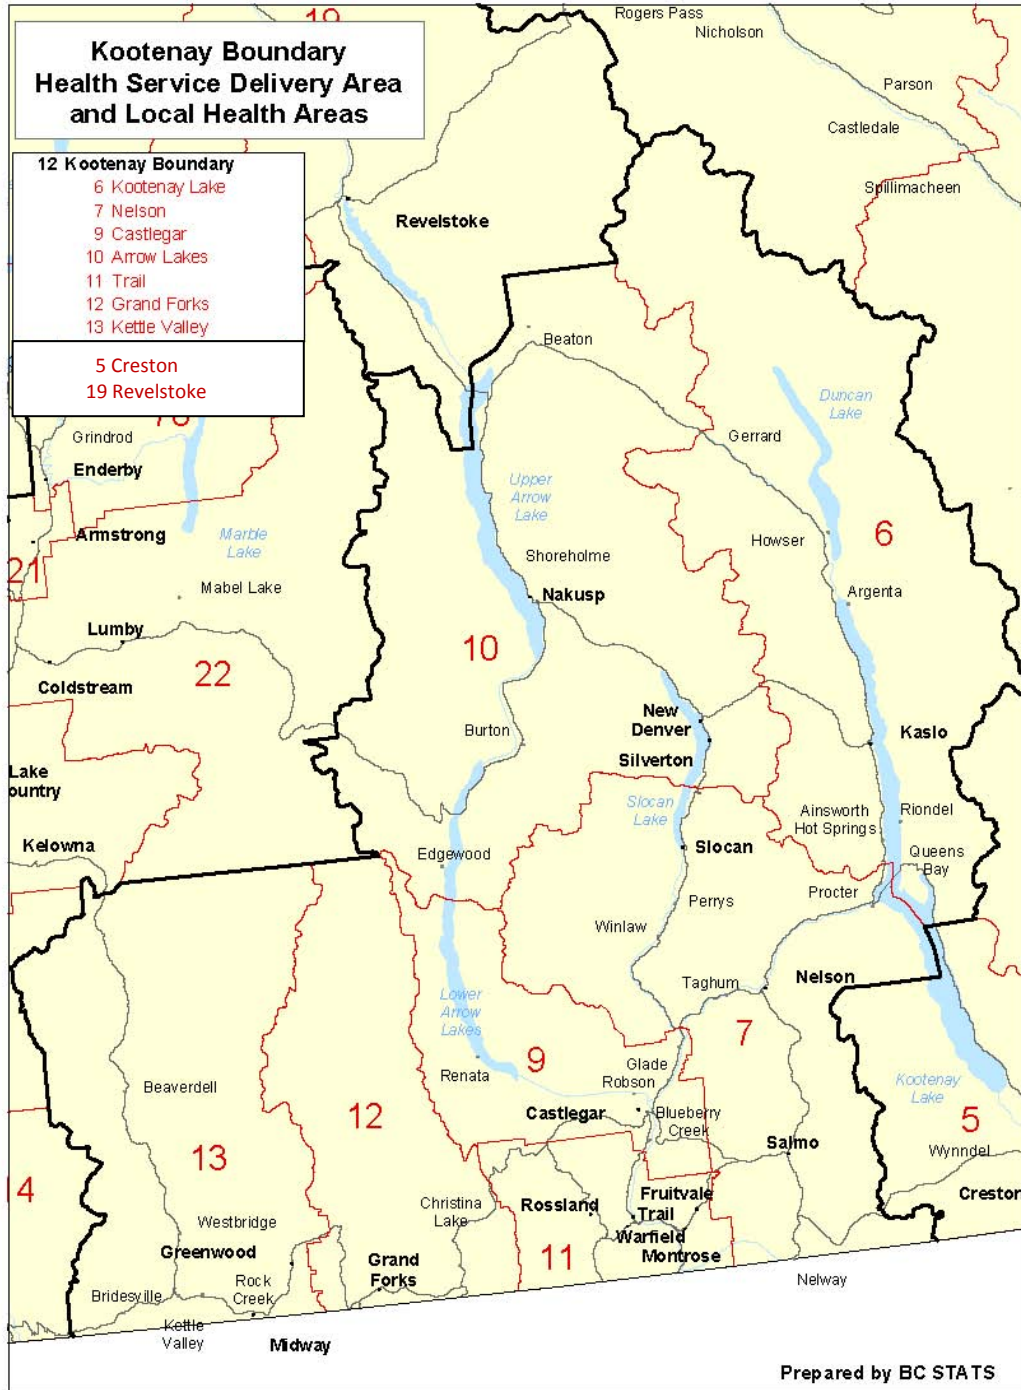 19
Rogers Pass
Nicholson
Kootenay Boundary
Health Service Delivery Area
and Local Health Areas
Parson
Castledale
12 Kootenay Boundary
6 Kootenay Lake
7 Nelson
9 Castlegar
10 Arrow Lakes
11 Trail
12 Grand Forks
13 Kettle Valley
5 Creston
19 Revelstoke
Spillimacheen
Revelstoke
Beaton
Duncan
Lake
78
Grindrod
Gerrard
Enderby
Upper
Arrow
Lake
Armstrong
Marble
Lake
Howser
6
Shoreholme
21
Mabel Lake
Nakusp
Argenta
Lumby
10
22
Coldstream
New
Denver
Burton
Kaslo
Silverton
Lake
ountry
Slocan
Lake
Ainsworth
Hot Springs
Riondel
Kelowna
Edgewood
Slocan
Queens
Bay
Procter
Perrys
Winlaw
Taghum
Nelson
Lower
Arrow
Lakes
7
9
Glade
Renata
Robson
Beaverdell
Kootenay
Lake
12
Castlegar
Blueberry
Creek
5
13
Salmo
Wynndel
14
Christina
Lake
Rossland
Fruitvale
Trail
Creston
Westbridge
Warfield
Montrose
Greenwood
Grand
Forks
11
Rock
Creek
Nelway
Bridesville
Kettle
Valley
Midway
Prepared by BC STATS